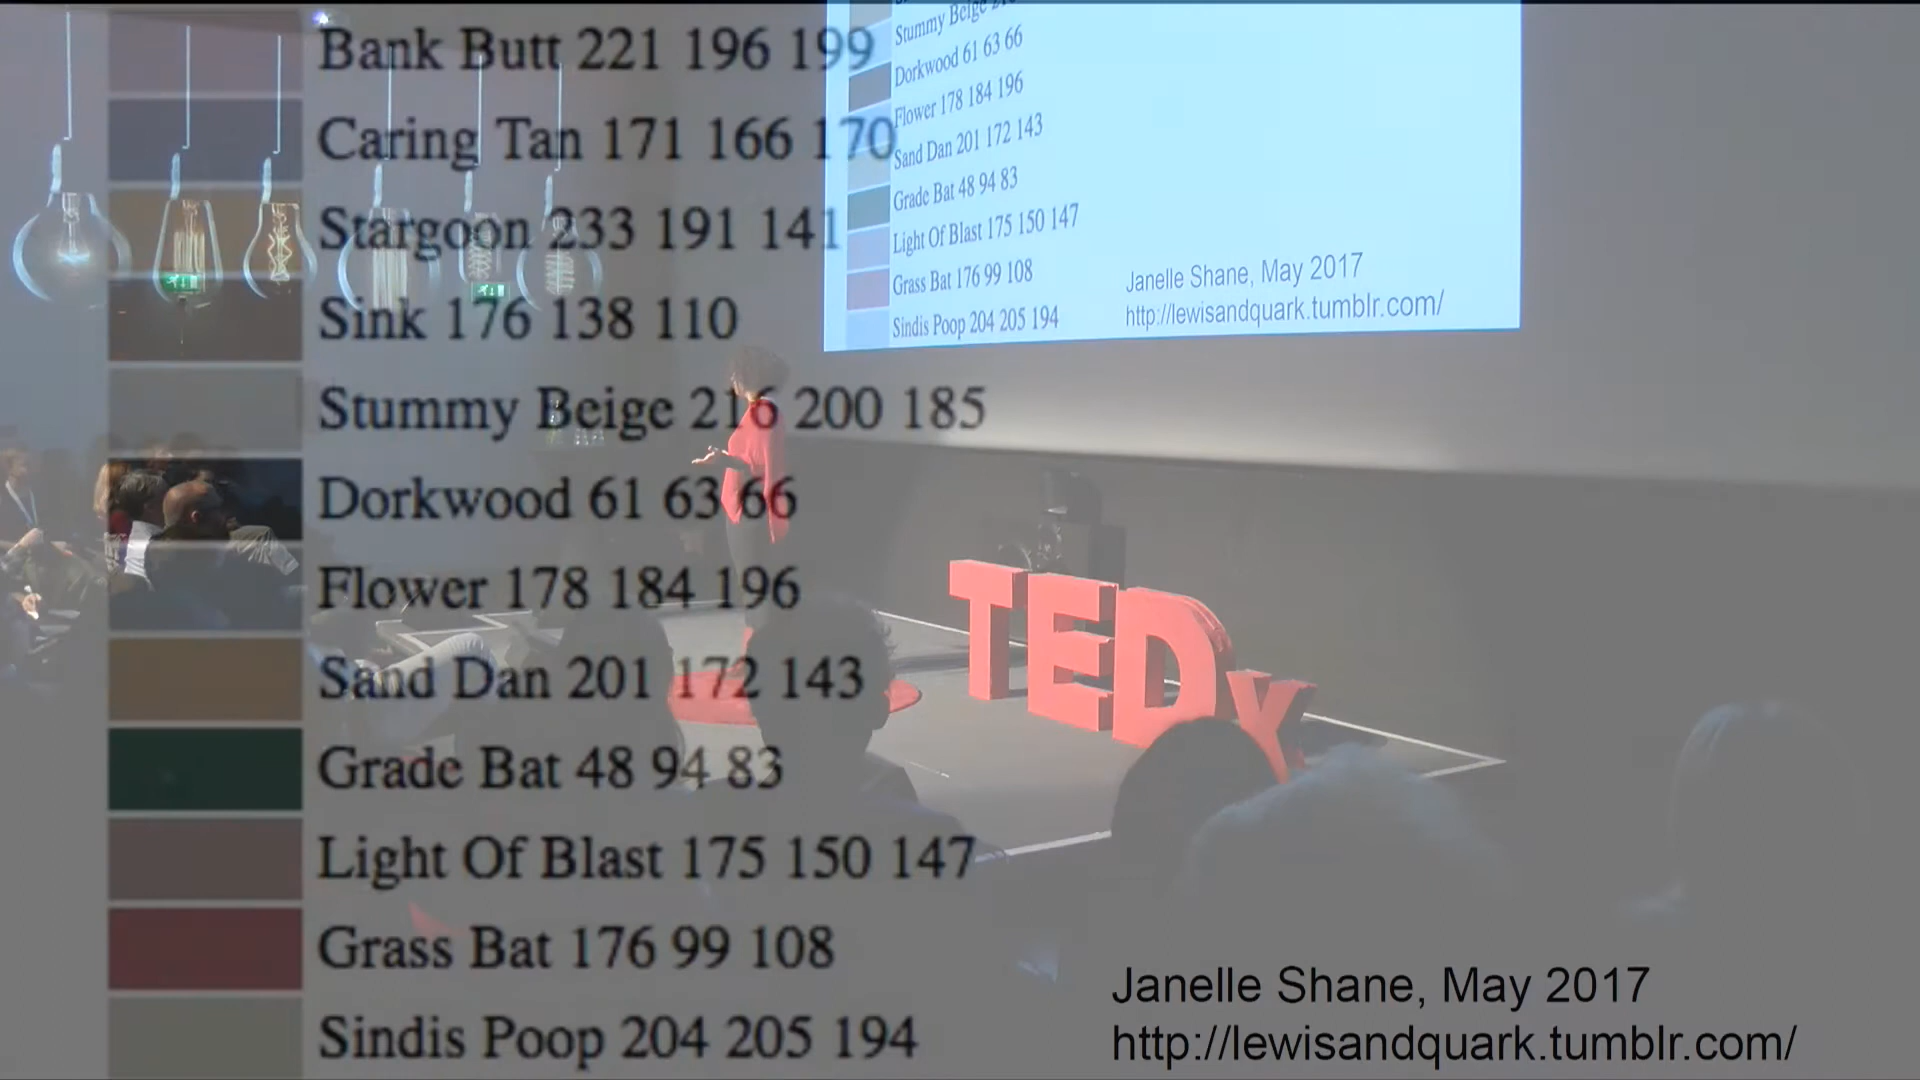 Bank Butt 221 196 199
Caring Tan 171 166 170
Stargoon 233 191 141
Sink 176 138 110
Stummy Beige 216 200 185
Dorkwood 61 63 66
Flower 178 184 196
Sand Dan 201 172 143
Grade Bat 48 94 83
Light Of Blast 175 150 147
Grass Bat 176 99 108
Sindis Poop 204 205 194
Janelle Shane, May 2017
http://lewisandquark.tumblr.com/
Stummy Beige
Dorkwood 61 63 66
Flower 178 184 196
Sand Dan 201 172 143
Grade Bat 48 94 83
Light Of Blast 175 150 147
Grass Bat 176 99 108
Sindis Poop 204 205 194
Janelle Shane, May 2017
http://lewisandquark.tumblr.com/
TEDx